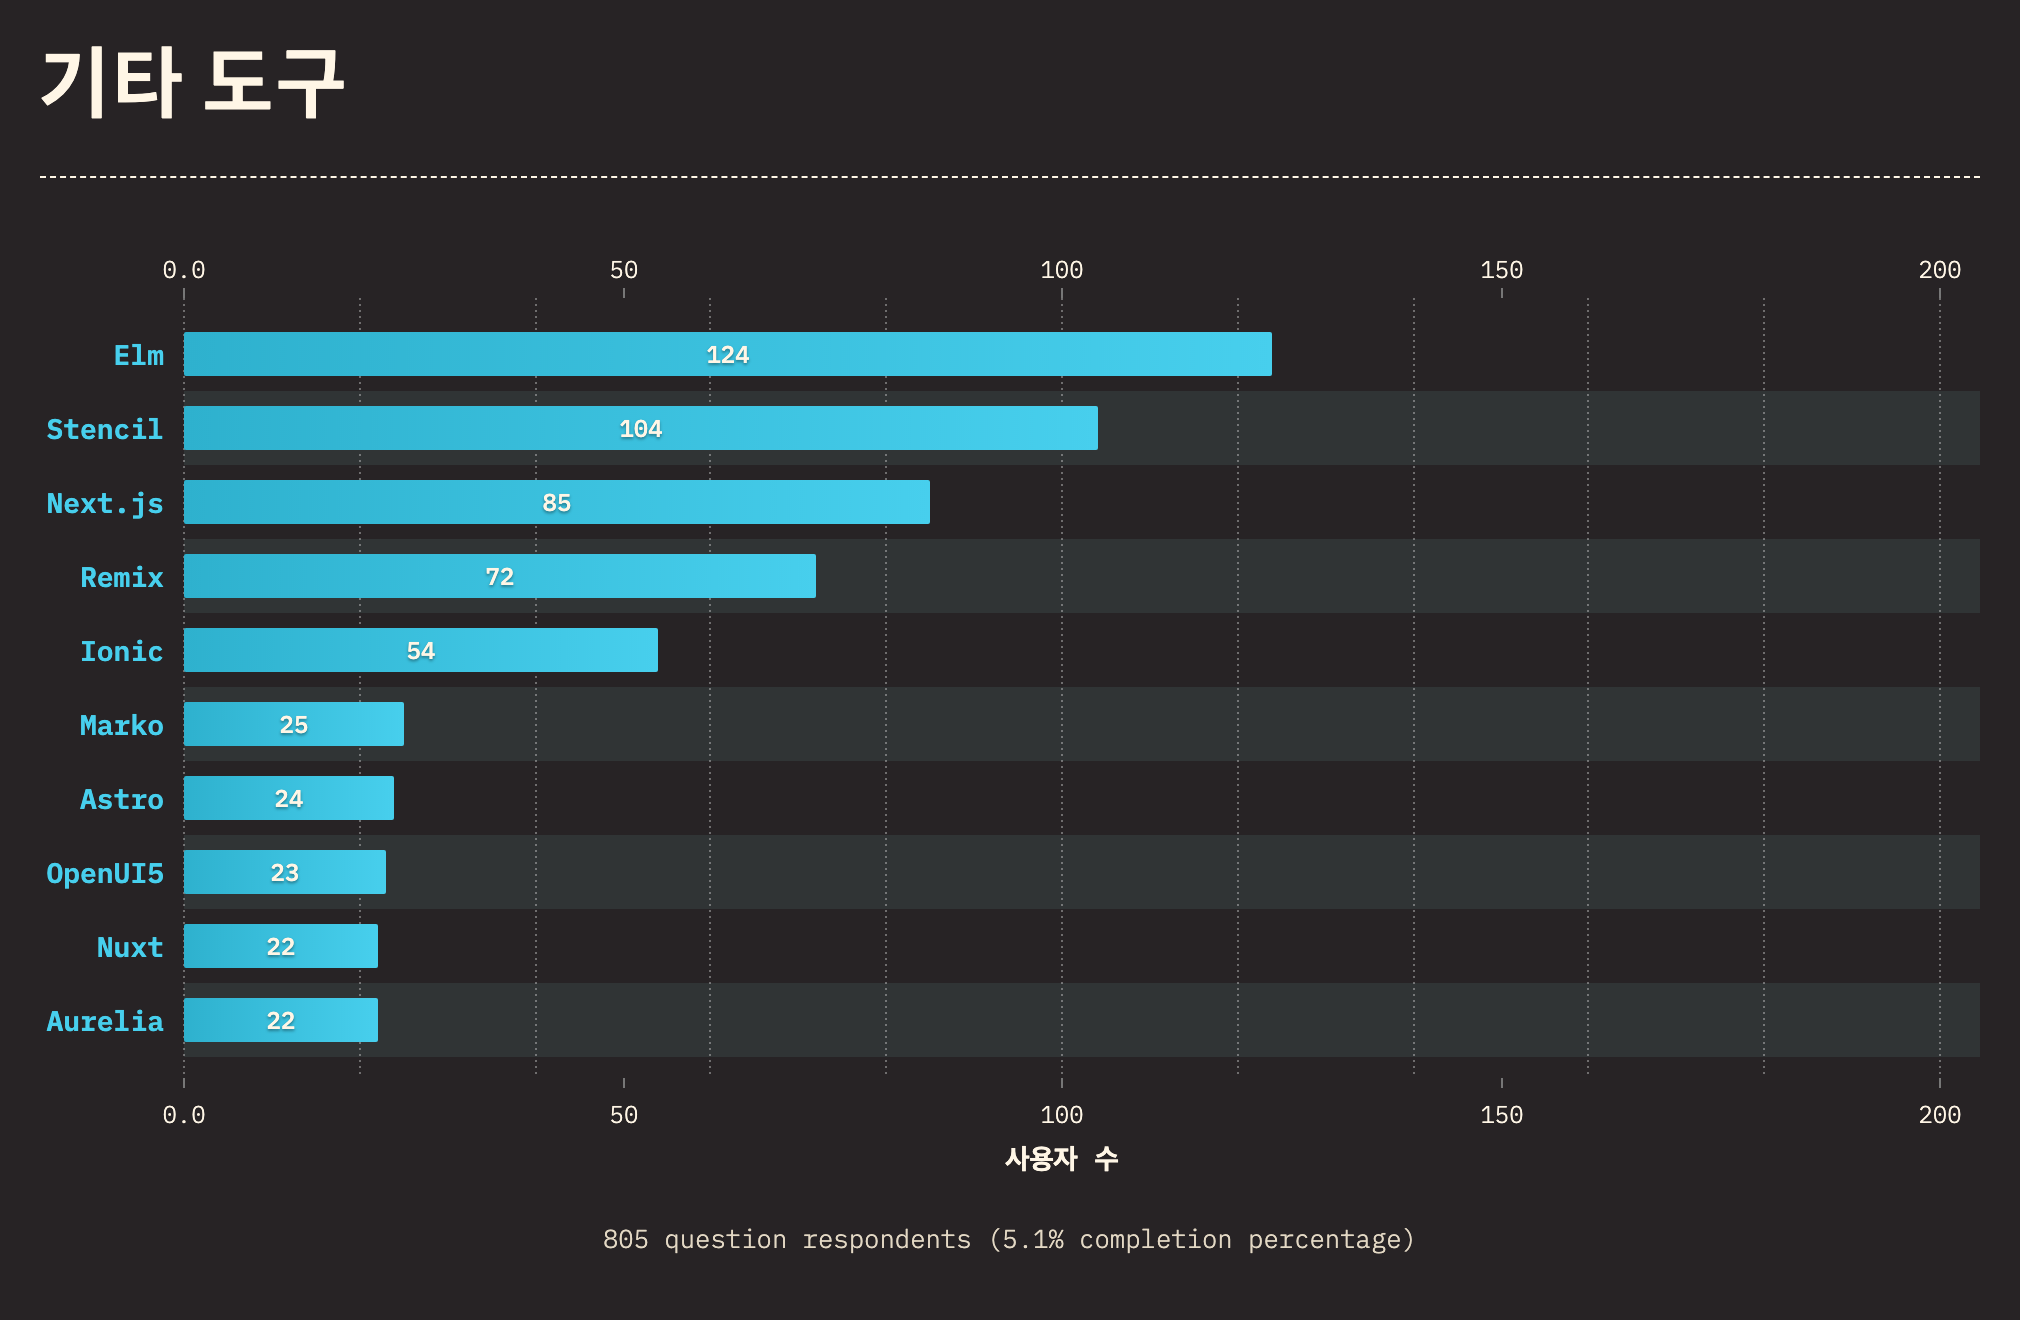 기타 도구
0.0 50 100 150 200
Elm 124
Stencil 104
Next.js 85
Remix 72
Ionic 54
Marko 25
Astro 24
OpenUI5 23
Nuxt 22
Aurelia 22
0.0 50 100 150 200
사용자 수
805 question respondents (5.1% completion percentage)